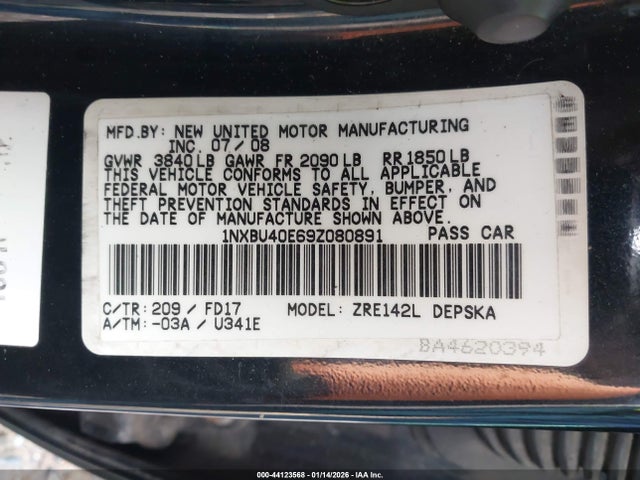 MFD.BY: NEW UNITED MOTOR MANUFACTURING
INC. 07/08
GVWR 3840LB GAWR FR 2090LB RR 1850LB
THIS VEHICLE CONFORMS TO ALL APPLICABLE
FEDERAL MOTOR VEHICLE SAFETY, BUMPER, AND
THEFT PREVENTION STANDARDS IN EFFECT ON
THE DATE OF MANUFACTURE SHOWN ABOVE.
1NXBU40E69Z080891 PASS CAR
C/TR: 209 / FD17 MODEL: ZRE142L DEPSKA
A/TM: -03A / U341E
BA4620394
000-44123568 - 01/14/2026 - IAA Inc.